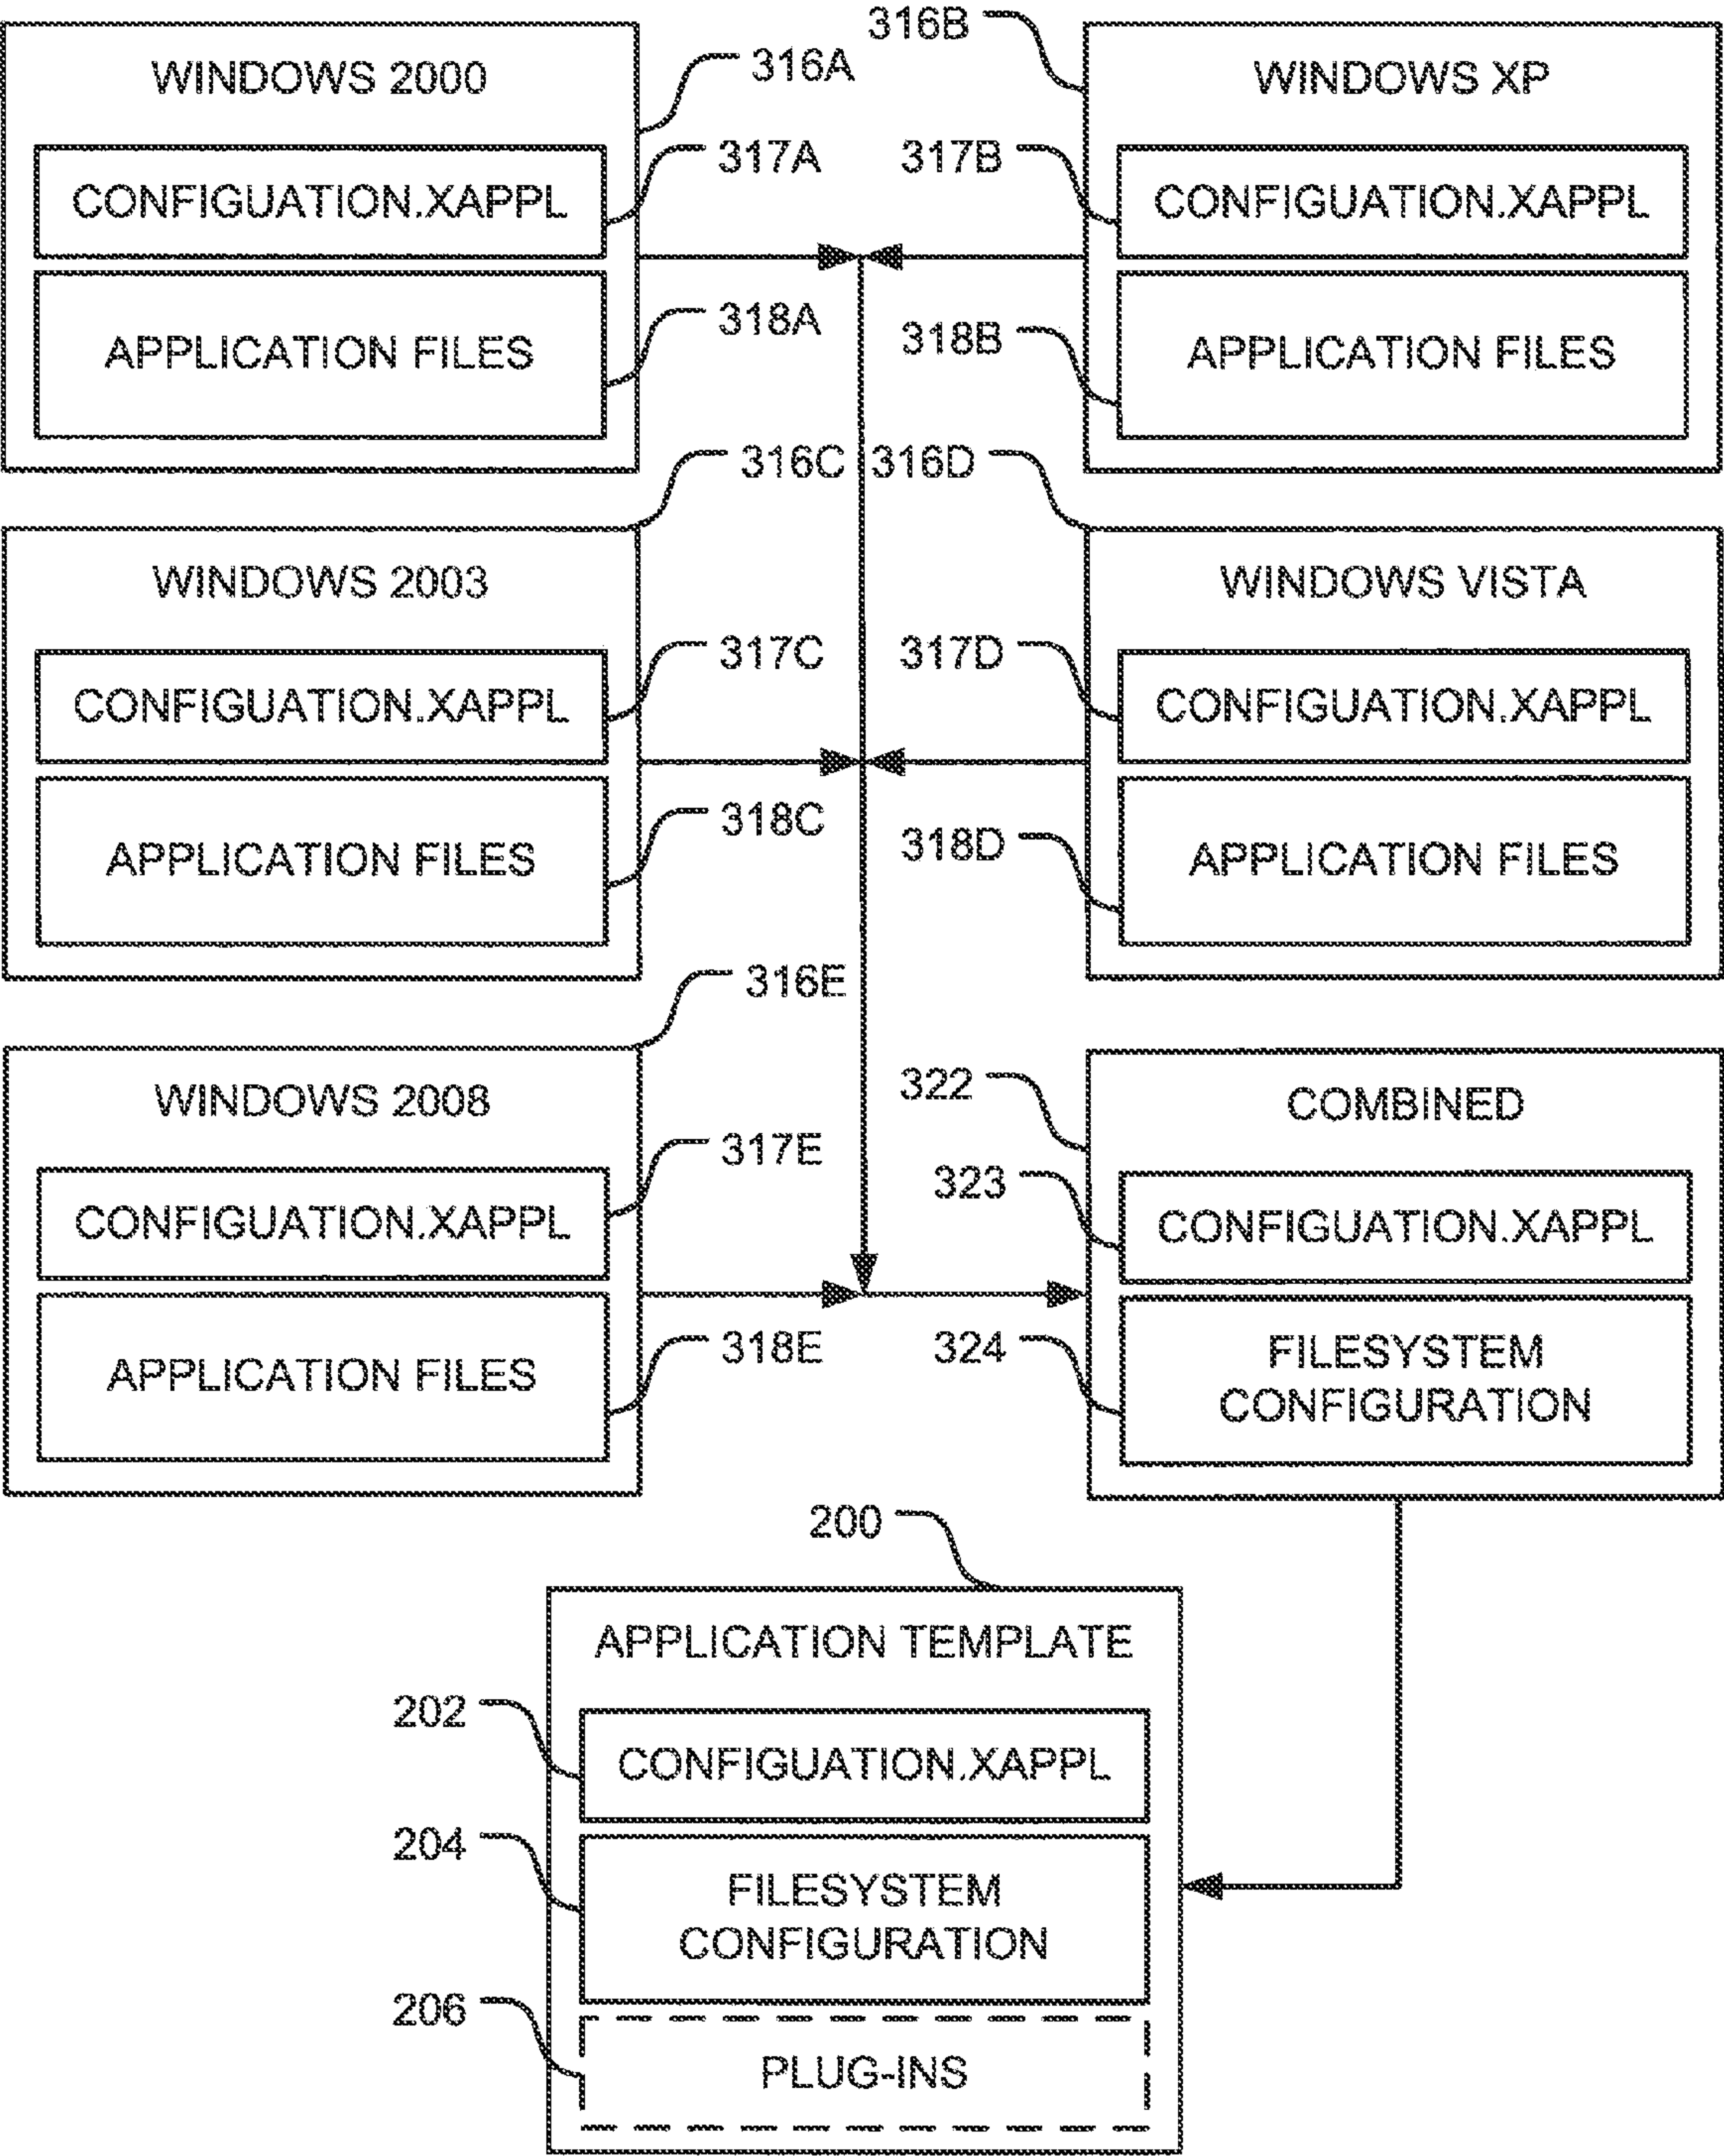 WINDOWS 2000
316A
317A
CONFIGUATION.XAPPL
318A
APPLICATION FILES
316B
WINDOWS XP
317B
CONFIGUATION.XAPPL
318B
APPLICATION FILES
316C
WINDOWS 2003
317C
CONFIGUATION.XAPPL
318C
APPLICATION FILES
316D
WINDOWS VISTA
317D
CONFIGUATION.XAPPL
318D
APPLICATION FILES
316E
WINDOWS 2008
317E
CONFIGUATION.XAPPL
318E
APPLICATION FILES
322
COMBINED
323
CONFIGUATION.XAPPL
324
FILESYSTEM
CONFIGURATION
200
APPLICATION TEMPLATE
202
CONFIGUATION.XAPPL
204
FILESYSTEM
CONFIGURATION
206
PLUG-INS